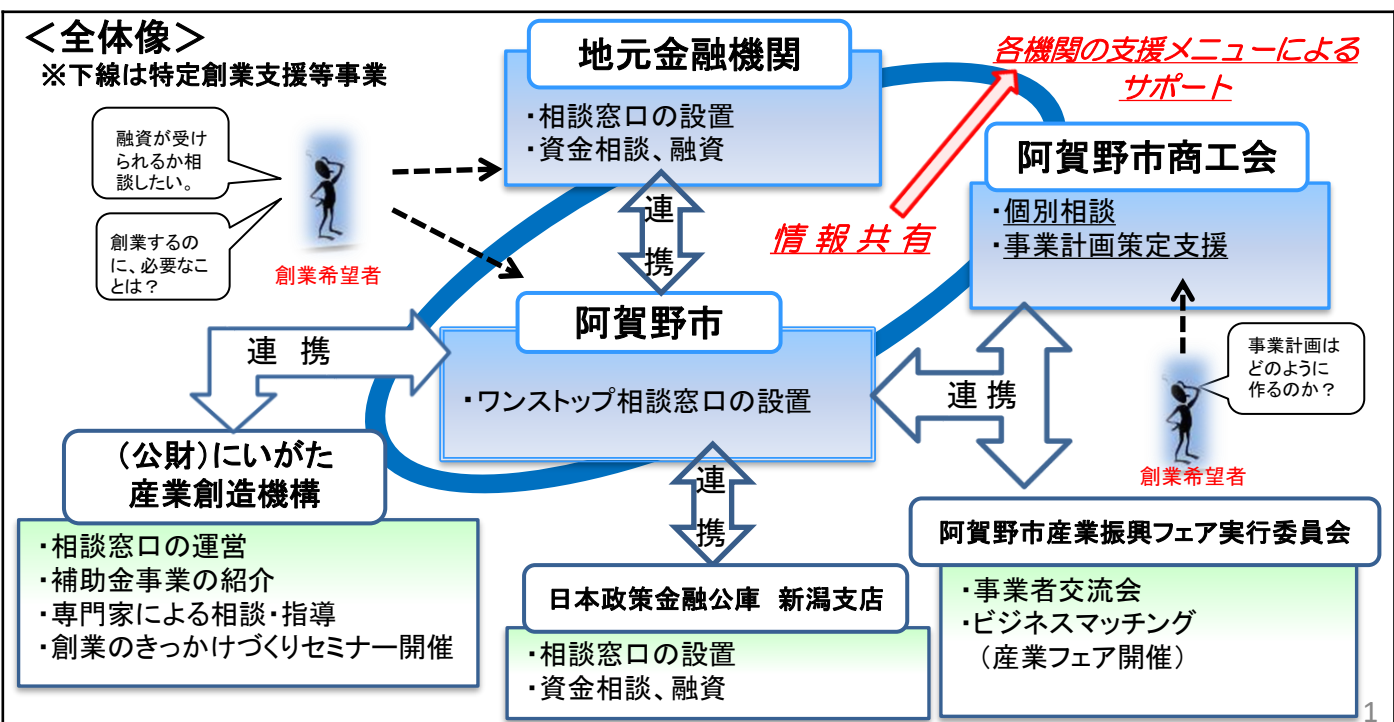 ＜全体像＞
※下線は特定創業支援等事業
地元金融機関
・相談窓口の設置
・資金相談、融資
各機関の支援メニューによる
サポート
融資が受け
られるか相
談したい。
創業するの
に、必要なこ
とは？
創業希望者
連
携
情 報 共 有
阿賀野市商工会
・個別相談
・事業計画策定支援
阿賀野市
・ワンストップ相談窓口の設置
連 携
連 携
事業計画は
どのように
作るのか？
創業希望者
（公財）にいがた
産業創造機構
・相談窓口の運営
・補助金事業の紹介
・専門家による相談・指導
・創業のきっかけづくりセミナー開催
連
携
日本政策金融公庫 新潟支店
・相談窓口の設置
・資金相談、融資
阿賀野市産業振興フェア実行委員会
・事業者交流会
・ビジネスマッチング
（産業フェア開催）
1